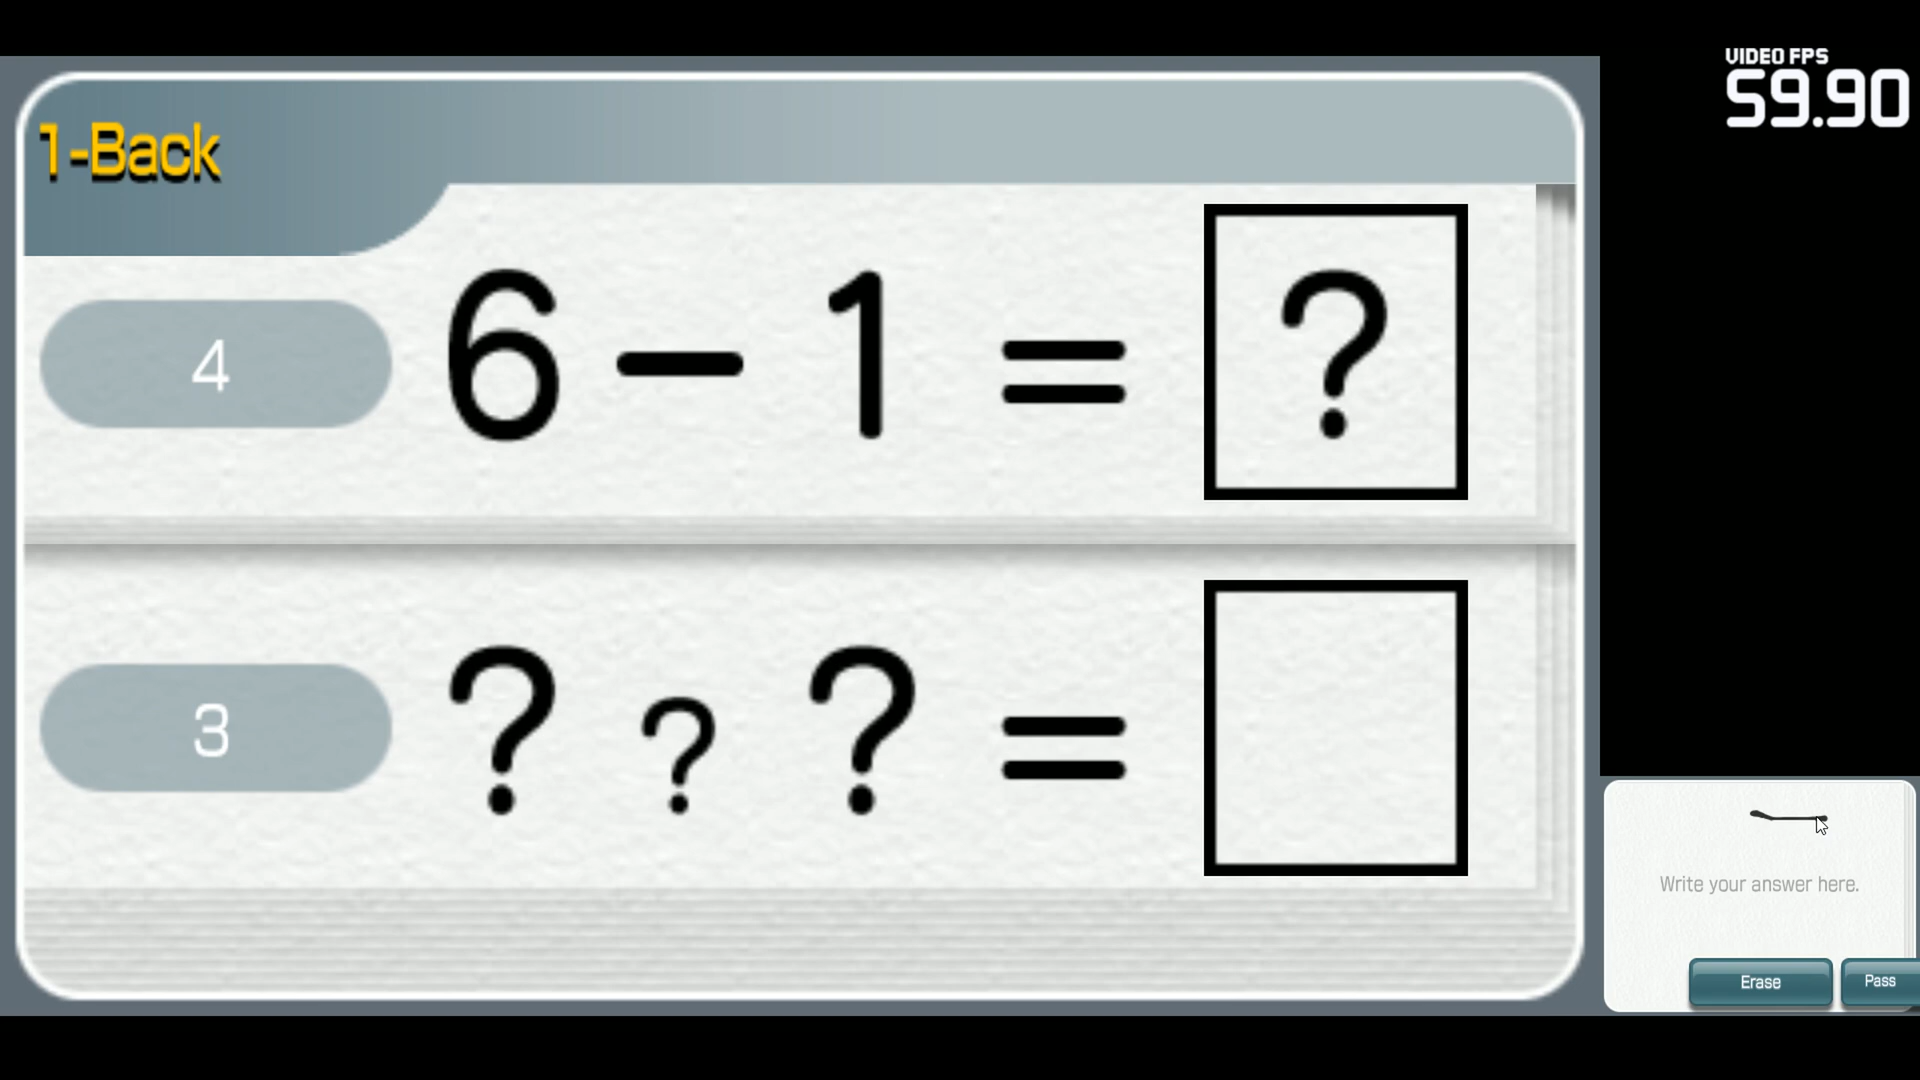 VIDEO FPS
59.90
1-Back
4 6 − 1 = ?
3 ? ? ? =
Write your answer here.
Erase Pass